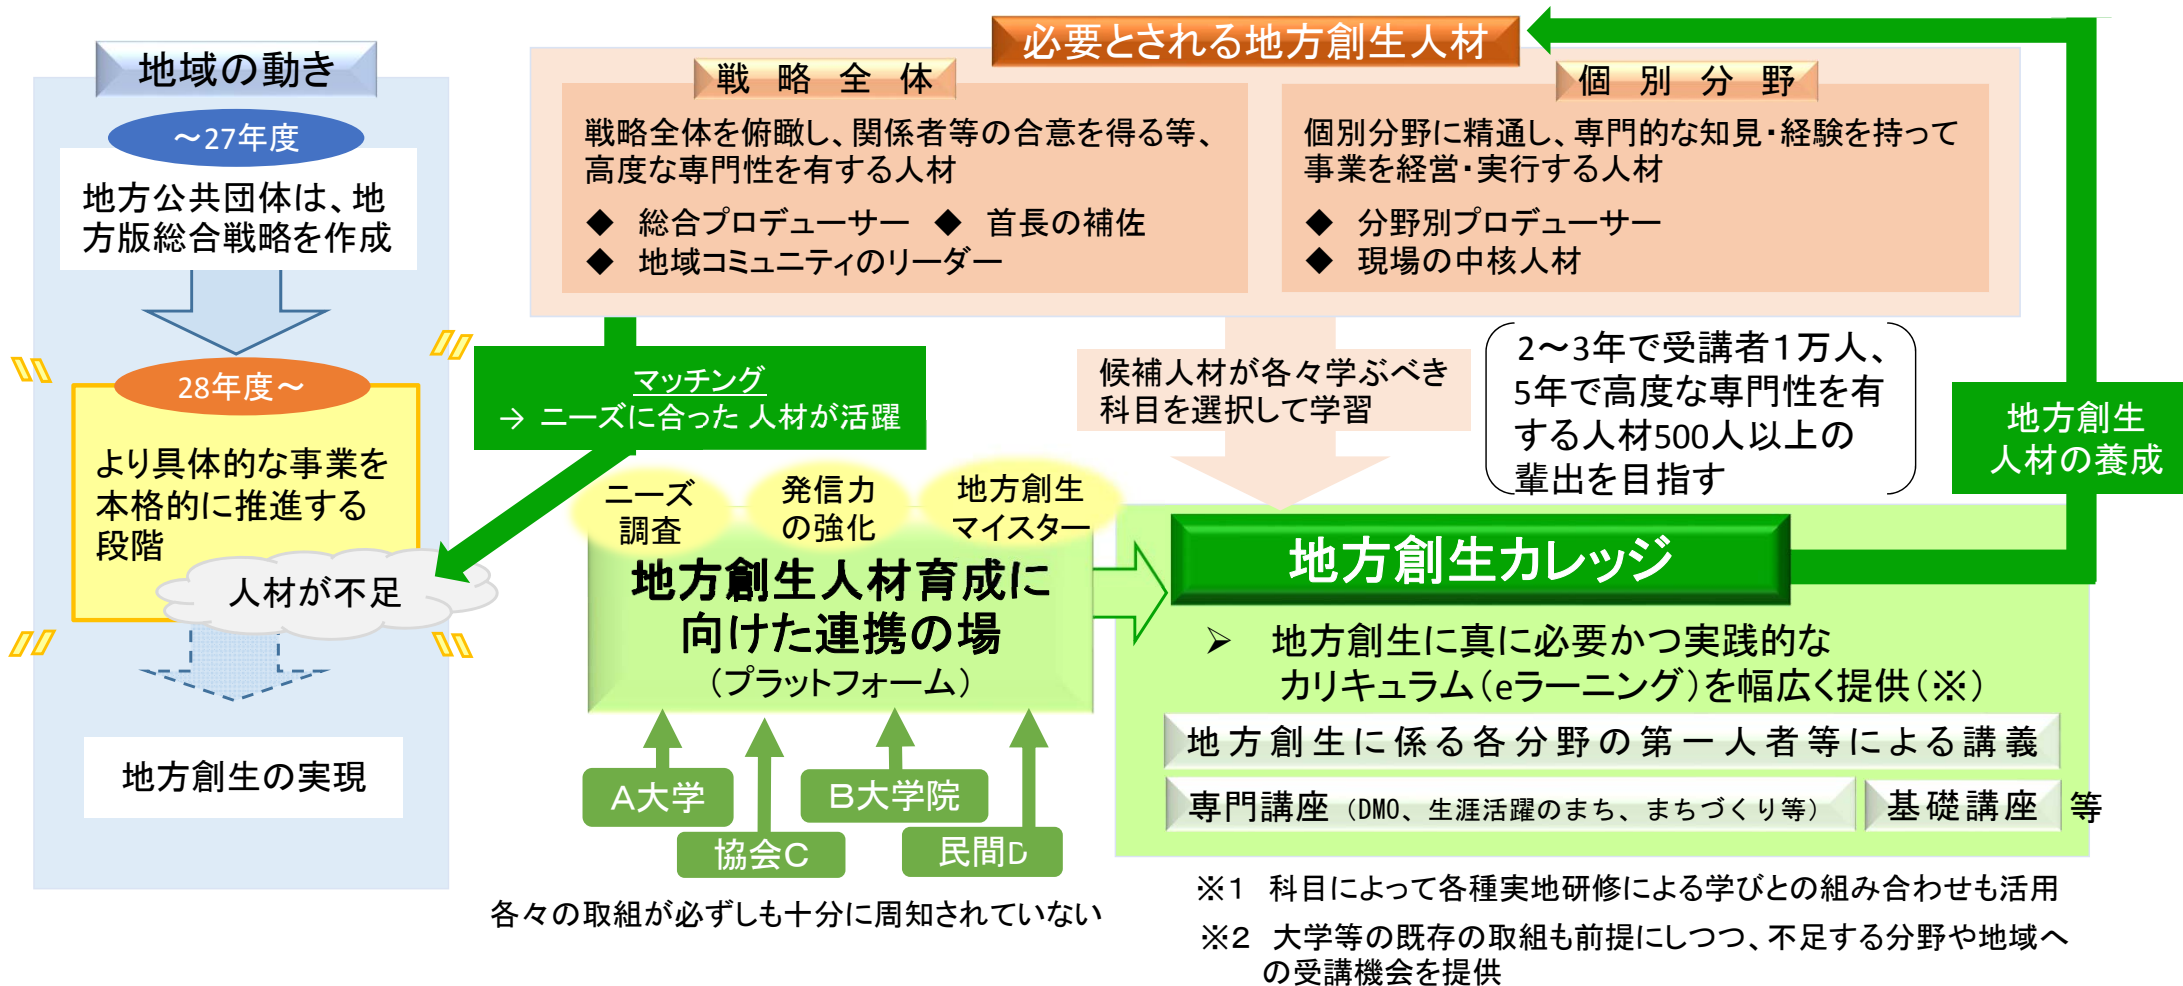 地域の動き
～27年度
地方公共団体は、地
方版総合戦略を作成
28年度～
より具体的な事業を
本格的に推進する
段階
人材が不足
地方創生の実現
必要とされる地方創生人材
戦略全体
戦略全体を俯瞰し、関係者等の合意を得る等、
高度な専門性を有する人材
◆ 総合プロデューサー ◆ 首長の補佐
◆ 地域コミュニティのリーダー
個別分野
個別分野に精通し、専門的な知見・経験を持って
事業を経営・実行する人材
◆ 分野別プロデューサー
◆ 現場の中核人材
マッチング
→ ニーズに合った 人材が活躍
候補人材が各々学ぶべき
科目を選択して学習
2～3年で受講者1万人、
5年で高度な専門性を有
する人材500人以上の
輩出を目指す
地方創生
人材の養成
ニーズ
調査
発信力
の強化
地方創生
マイスター
地方創生人材育成に
向けた連携の場
（プラットフォーム）
A大学
B大学院
協会C
民間D
各々の取組が必ずしも十分に周知されていない
地方創生カレッジ
➢ 地方創生に真に必要かつ実践的な
カリキュラム（eラーニング）を幅広く提供（※）
地方創生に係る各分野の第一人者等による講義
専門講座（DMO、生涯活躍のまち、まちづくり等）
基礎講座 等
※1 科目によって各種実地研修による学びとの組み合わせも活用
※2 大学等の既存の取組も前提にしつつ、不足する分野や地域へ
の受講機会を提供